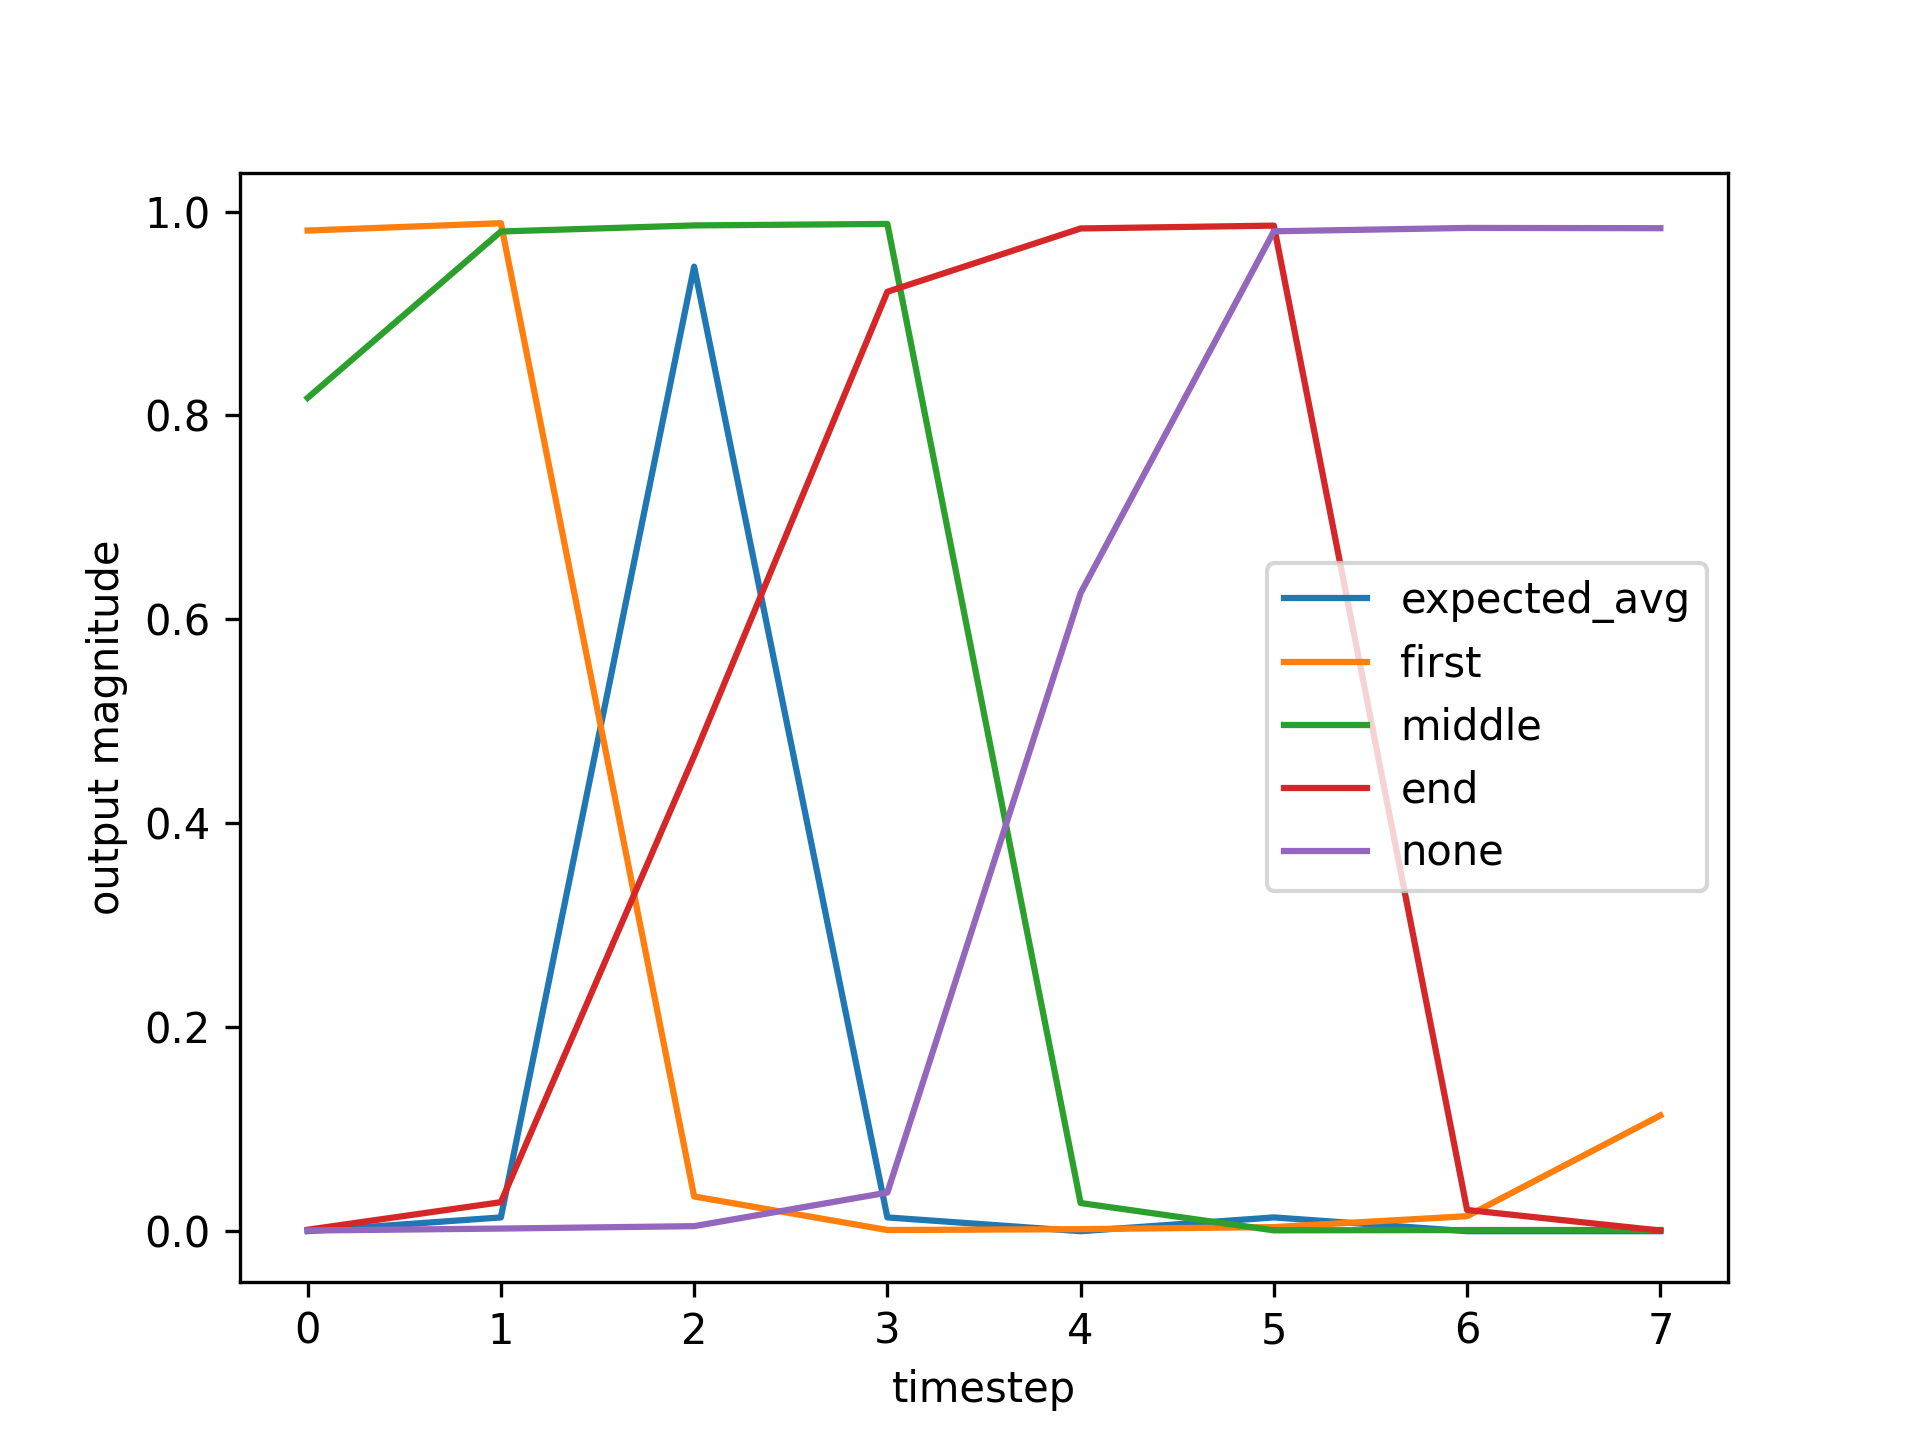 1.0
0.8
0.6
0.4
0.2
0.0
output magnitude
0 1 2 3 4 5 6 7
timestep
expected_avg
first
middle
end
none